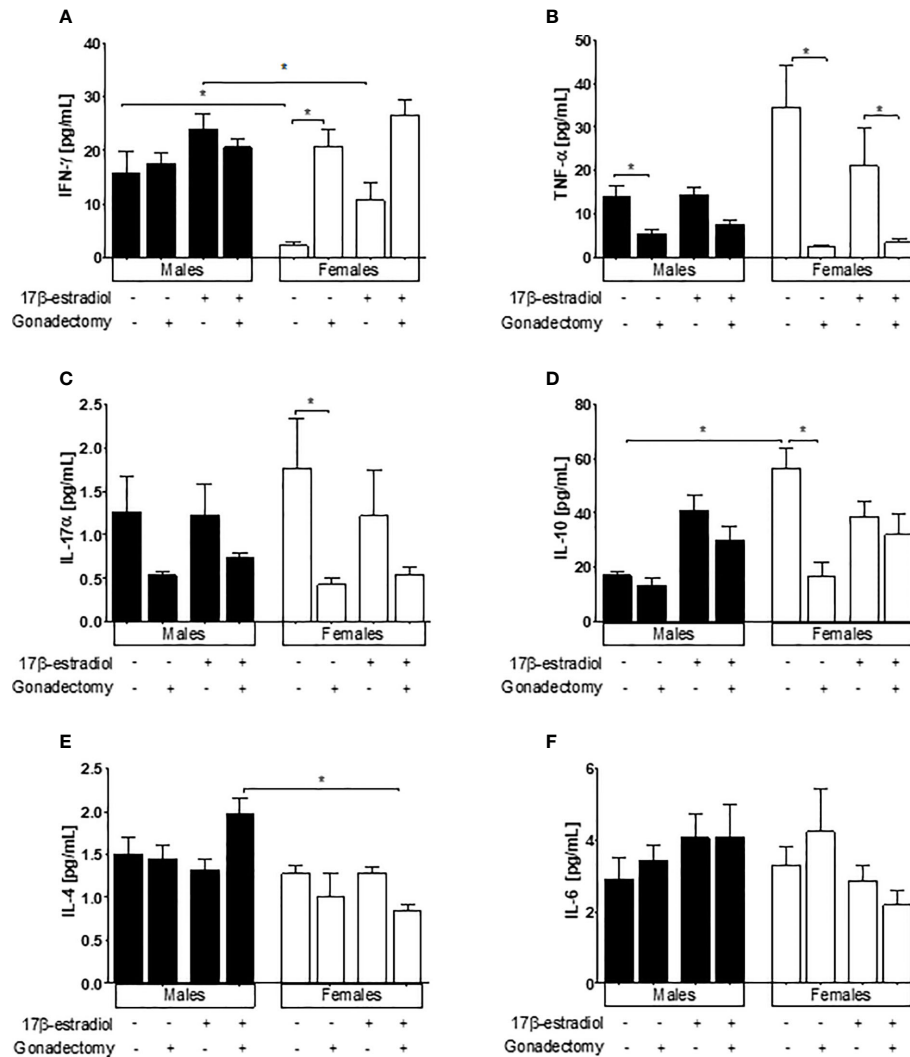 A
IFN-γ [pg/mL]
40
30
20
10
0
*
*
*
Males Females
17β-estradiol - - + + - - + +
Gonadectomy - + - + - + - +
B
TNF-α [pg/mL]
50
40
30
20
10
0
*
*
*
Males Females
17β-estradiol - - + + - - + +
Gonadectomy - + - + - + - +
C
IL-17α [pg/mL]
2.5
2.0
1.5
1.0
0.5
0.0
*
Males Females
17β-estradiol - - + + - - + +
Gonadectomy - + - + - + - +
D
IL-10 [pg/mL]
80
60
40
20
0
* *
Males Females
17β-estradiol - - + + - - + +
Gonadectomy - + - + - + - +
E
IL-4 [pg/mL]
2.5
2.0
1.5
1.0
0.5
0.0
*
Males Females
17β-estradiol - - + + - - + +
Gonadectomy - + - + - + - +
F
IL-6 [pg/mL]
6
4
2
0
Males Females
17β-estradiol - - + + - - + +
Gonadectomy - + - + - + - +